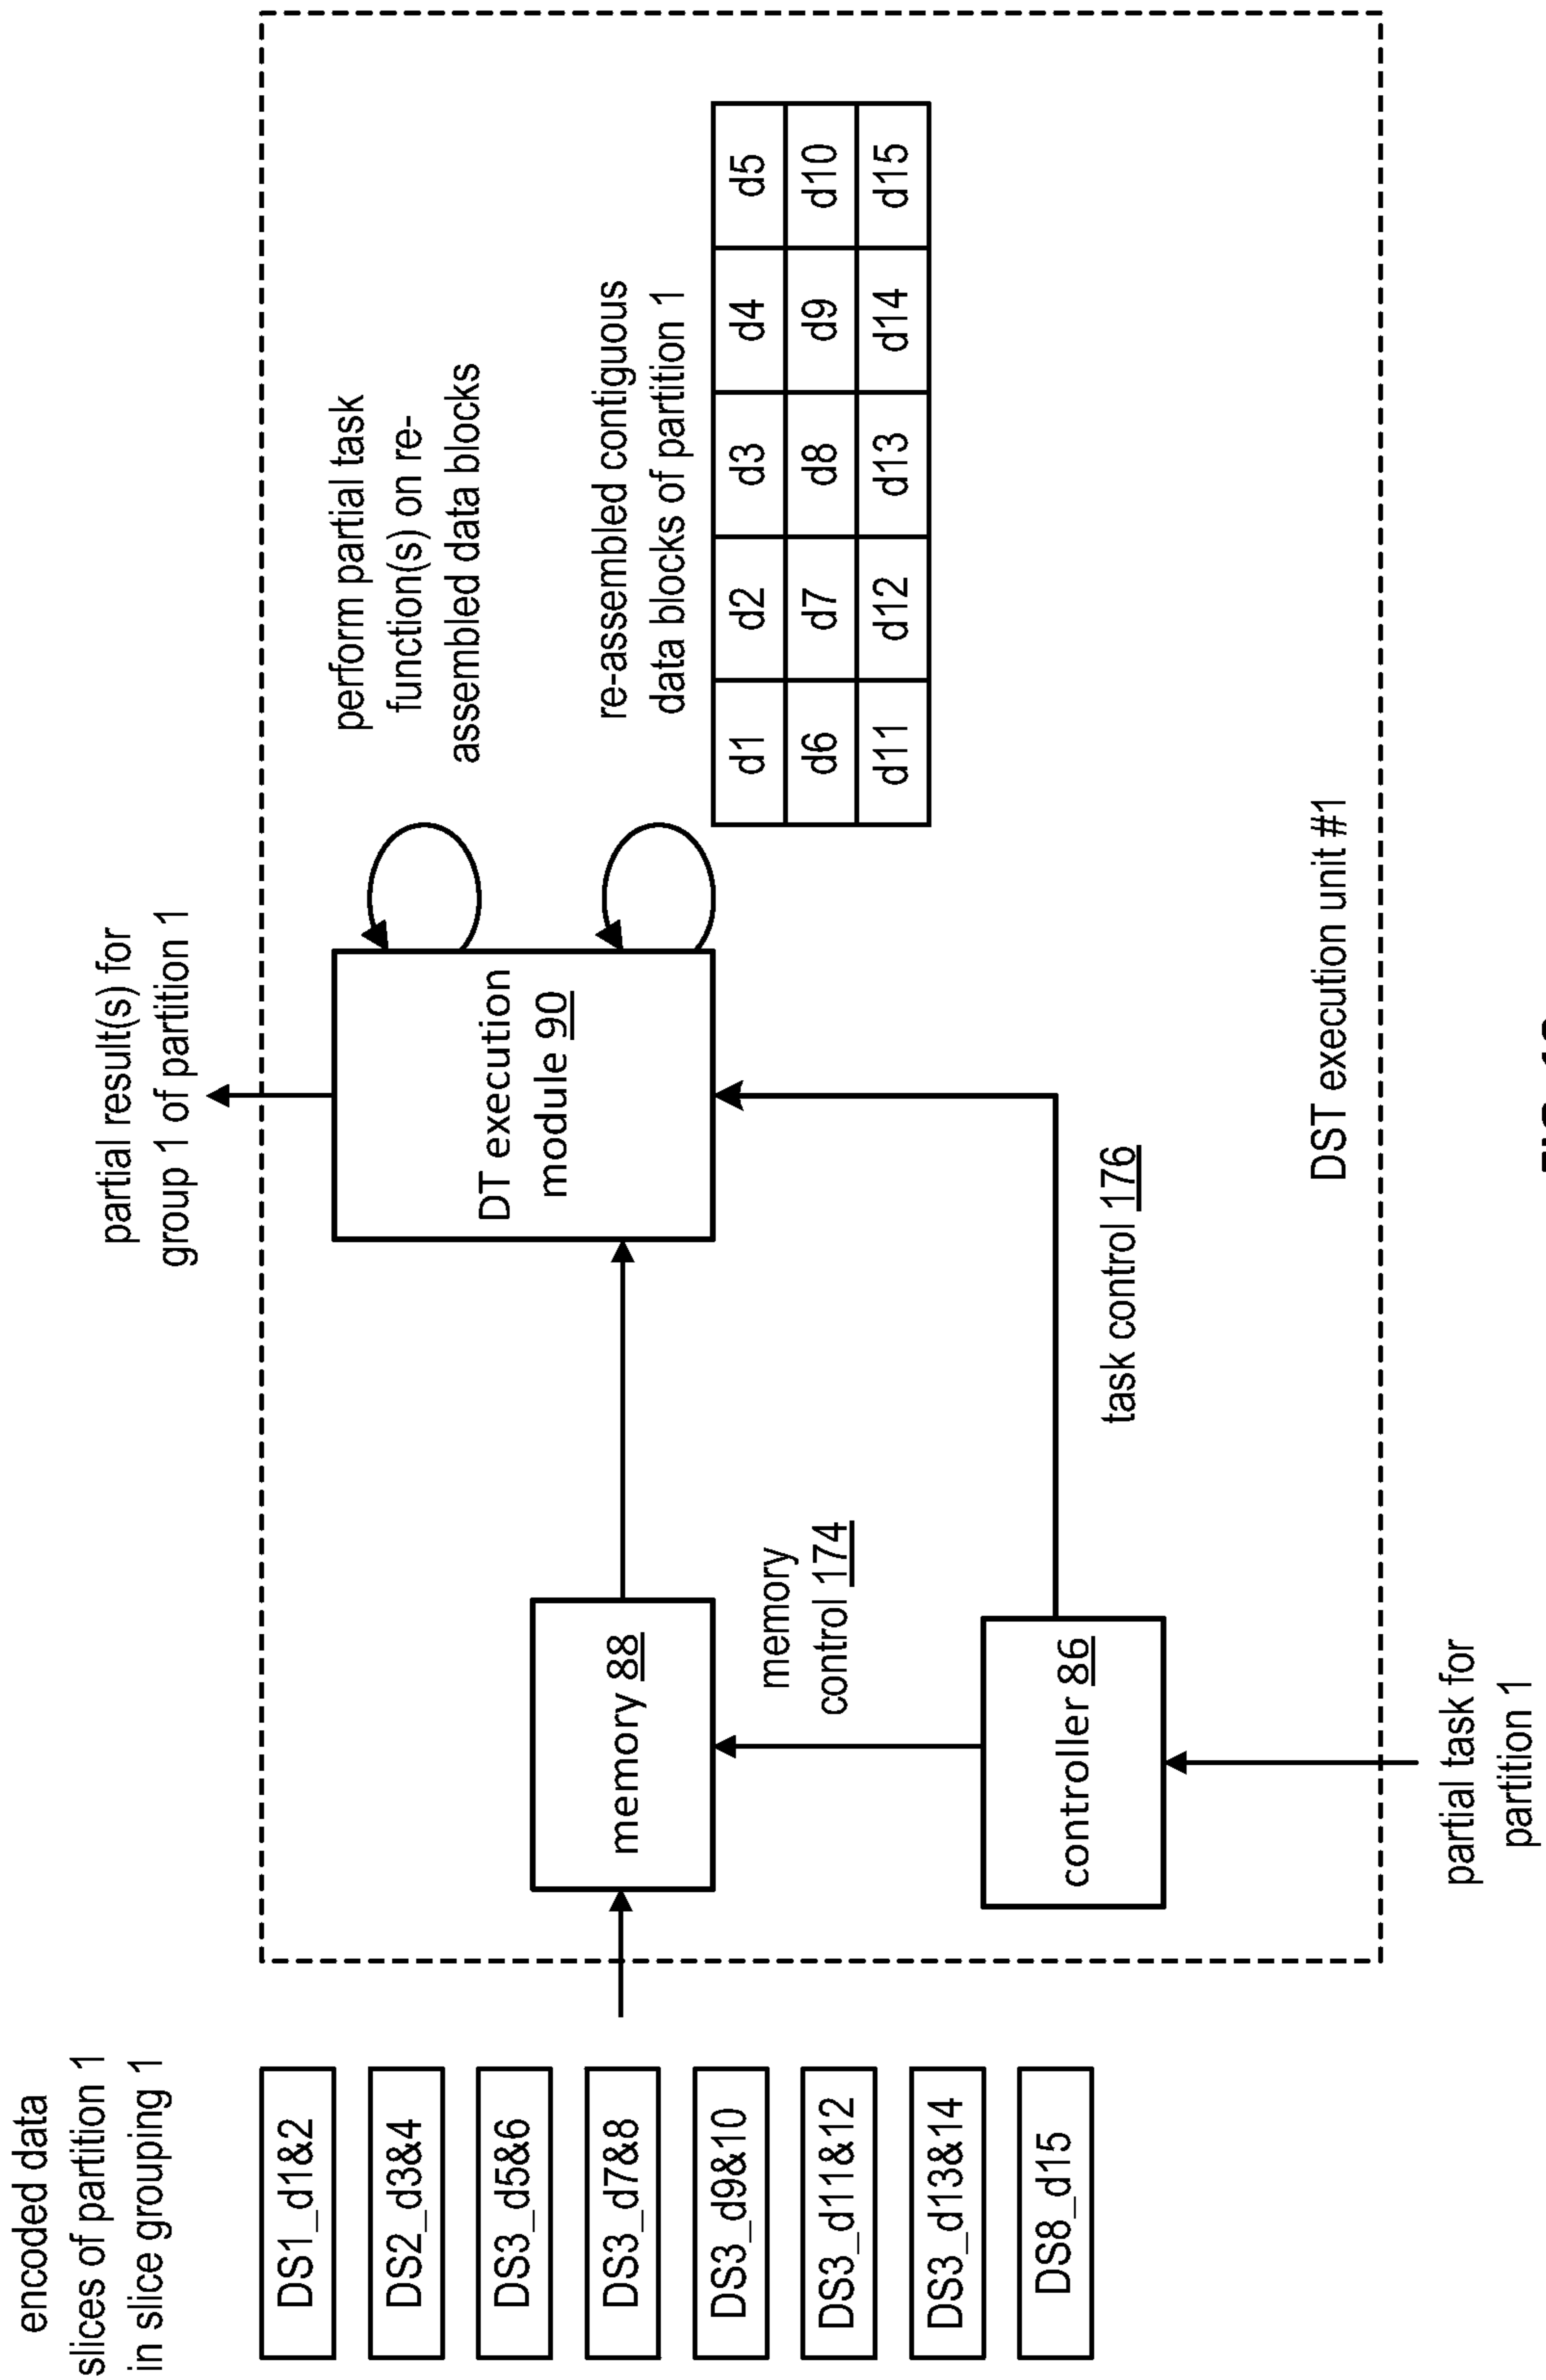 encoded data
slices of partition 1
in slice grouping 1
DS1_d1&2
DS2_d3&4
DS3_d5&6
DS3_d7&8
DS3_d9&10
DS3_d11&12
DS3_d13&14
DS8_d15
partial result(s) for
group 1 of partition 1
memory 88
DT execution
module 90
perform partial task
function(s) on re-
assembled data blocks
re-assembled contiguous
data blocks of partition 1
d1 d2 d3 d4 d5
d6 d7 d8 d9 d10
d11 d12 d13 d14 d15
memory
control 174
controller 86
task control 176
DST execution unit #1
partial task for
partition 1
FIG.